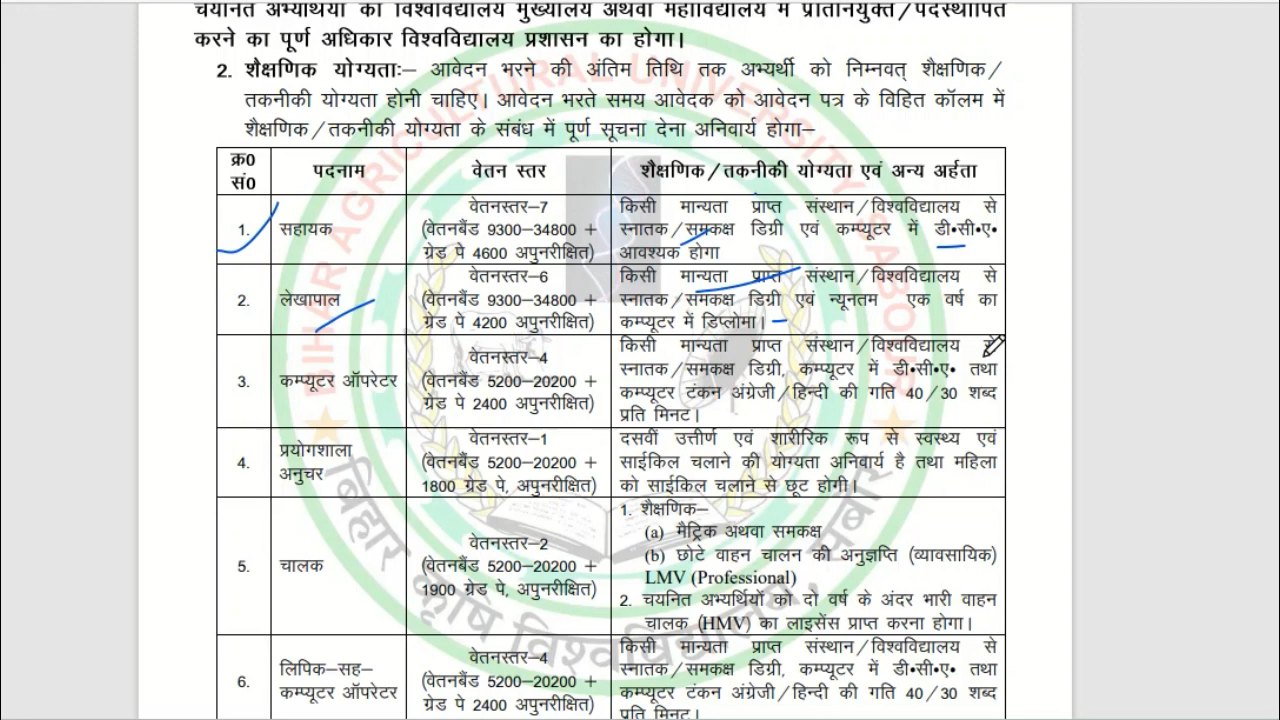 चयनित अभ्यर्थियों को विश्वविद्यालय मुख्यालय अथवा महाविद्यालय में प्रतिनियुक्त/पदस्थापित
करने का पूर्ण अधिकार विश्वविद्यालय प्रशासन का होगा।
2. शैक्षणिक योग्यताः– आवेदन भरने की अंतिम तिथि तक अभ्यर्थी को निम्नवत् शैक्षणिक/
तकनीकी योग्यता होनी चाहिए। आवेदन भरते समय आवेदक को आवेदन पत्र के विहित कॉलम में
शैक्षणिक/तकनीकी योग्यता के संबंध में पूर्ण सूचना देना अनिवार्य होगा–
क्र0 सं0 पदनाम वेतन स्तर शैक्षणिक/तकनीकी योग्यता एवं अन्य अर्हता
1. सहायक
वेतनस्तर–7
(वेतनबैंड 9300–34800 +
ग्रेड पे 4600 अपुनरीक्षित)
किसी मान्यता प्राप्त संस्थान/विश्वविद्यालय से
स्नातक/समकक्ष डिग्री एवं कम्प्यूटर में डी•सी•ए•
आवश्यक होगा
2. लेखापाल
वेतनस्तर–6
(वेतनबैंड 9300–34800 +
ग्रेड पे 4200 अपुनरीक्षित)
किसी मान्यता प्राप्त संस्थान/विश्वविद्यालय से
स्नातक/समकक्ष डिग्री एवं न्यूनतम एक वर्ष का
कम्प्यूटर में डिप्लोमा।
3. कम्प्यूटर ऑपरेटर
वेतनस्तर–4
(वेतनबैंड 5200–20200 +
ग्रेड पे 2400 अपुनरीक्षित)
किसी मान्यता प्राप्त संस्थान/विश्वविद्यालय
स्नातक/समकक्ष डिग्री, कम्प्यूटर में डी•सी•ए• तथा
कम्प्यूटर टंकन अंग्रेजी/हिन्दी की गति 40/30 शब्द
प्रति मिनट।
4. प्रयोगशाला
अनुचर
वेतनस्तर–1
(वेतनबैंड 5200–20200 +
1800 ग्रेड पे, अपुनरीक्षित)
दसवीं उत्तीर्ण एवं शारीरिक रूप से स्वस्थ्य एवं
साईकिल चलाने की योग्यता अनिवार्य है तथा महिला
को साईकिल चलाने से छूट होगी।
5. चालक
वेतनस्तर–2
(वेतनबैंड 5200–20200 +
1900 ग्रेड पे, अपुनरीक्षित)
1. शैक्षणिक–
(a) मैट्रिक अथवा समकक्ष
(b) छोटे वाहन चालन की अनुज्ञप्ति (व्यावसायिक)
LMV (Professional)
2. चयनित अभ्यर्थियों को दो वर्ष के अंदर भारी वाहन
चालक (HMV) का लाइसेंस प्राप्त करना होगा।
6. लिपिक–सह–
कम्प्यूटर ऑपरेटर
वेतनस्तर–4
(वेतनबैंड 5200–20200 +
ग्रेड पे 2400 अपुनरीक्षित)
किसी मान्यता प्राप्त संस्थान/विश्वविद्यालय से
स्नातक/समकक्ष डिग्री, कम्प्यूटर में डी•सी•ए• तथा
कम्प्यूटर टंकन अंग्रेजी/हिन्दी की गति 40/30 शब्द
प्रति मिनट।
BIHAR AGRICULTURAL UNIVERSITY, SABOUR
बिहार कृषि विश्वविद्यालय, सबौर